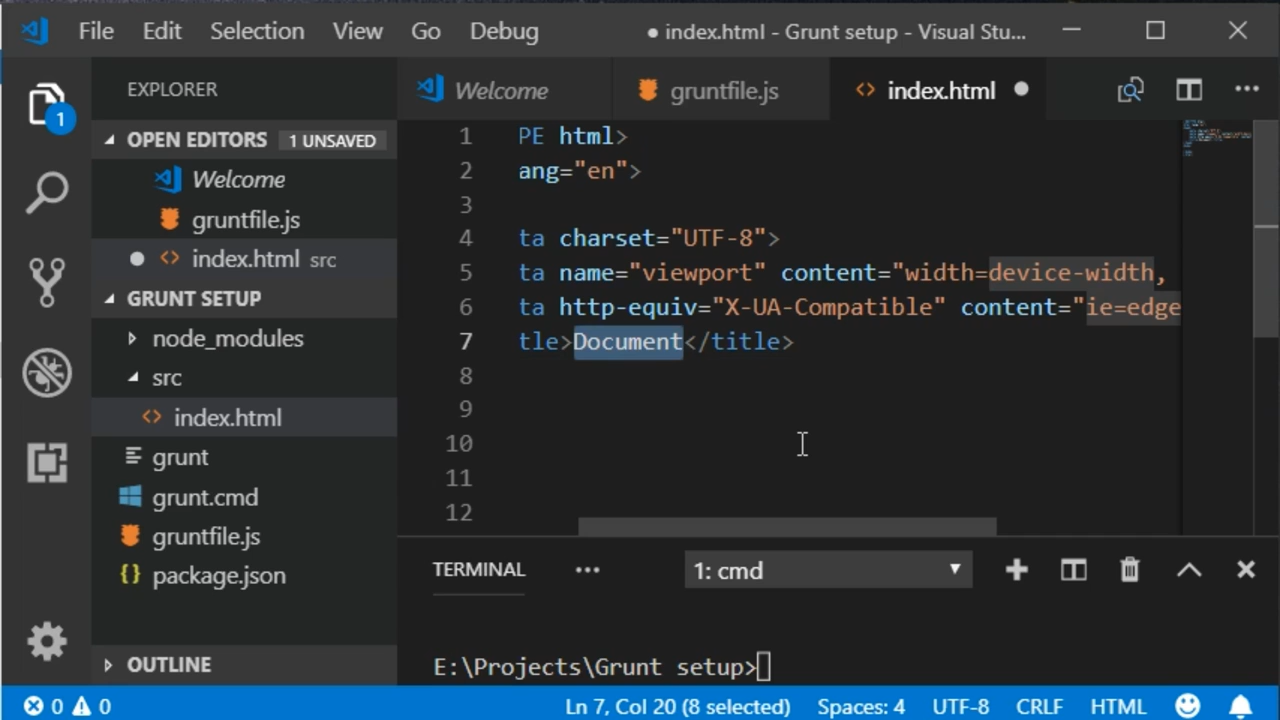 File Edit Selection View Go Debug ● index.html - Grunt setup - Visual Stu...
EXPLORER
Welcome gruntfile.js index.html
1
OPEN EDITORS 1 UNSAVED
Welcome
gruntfile.js
index.html src
GRUNT SETUP
node_modules
src
index.html
grunt
grunt.cmd
gruntfile.js
package.json
OUTLINE
1 PE html>
2 ang="en">
3
4 ta charset="UTF-8">
5 ta name="viewport" content="width=device-width,
6 ta http-equiv="X-UA-Compatible" content="ie=edge
7 tle>Document</title>
8
9
10
11
12
TERMINAL ... 1: cmd
E:\Projects\Grunt setup>
0 0 Ln 7, Col 20 (8 selected) Spaces: 4 UTF-8 CRLF HTML